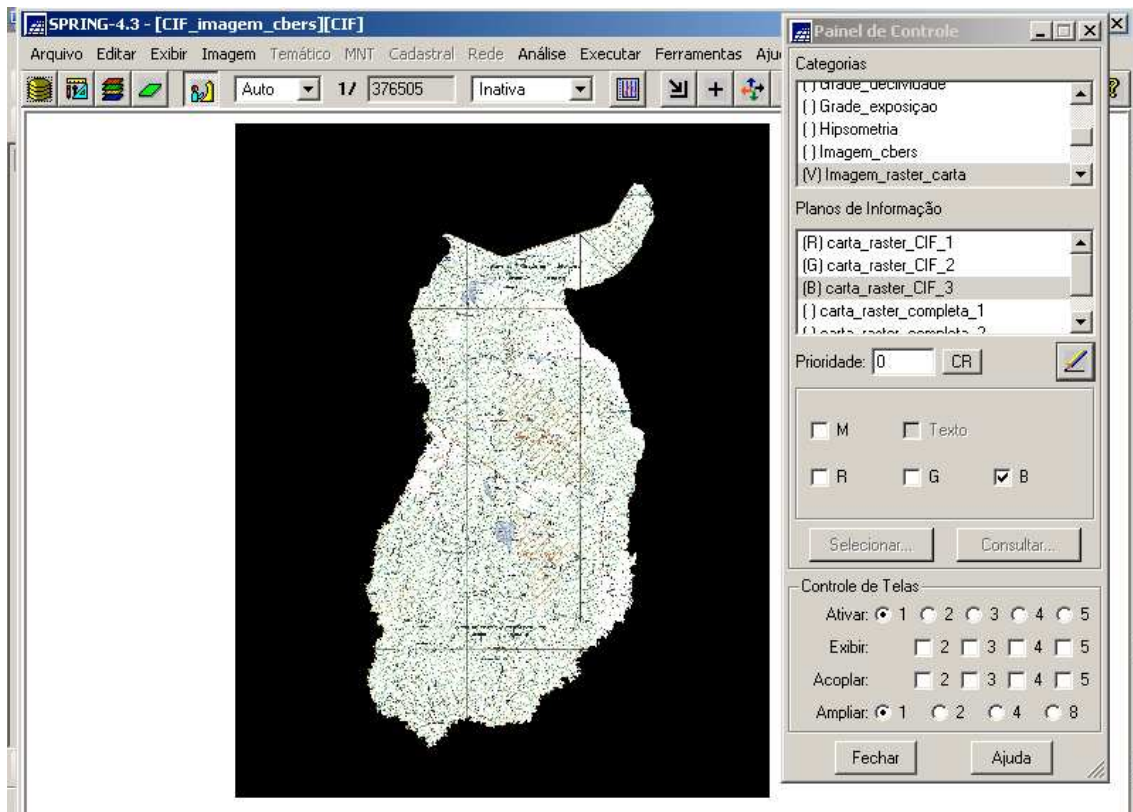 SPRING-4.3 - [CIF_imagem_cbers][CIF]
Arquivo Editar Exibir Imagem Temático MNT Cadastral Rede Análise Executar Ferramentas Aju
Auto 1/ 376505 Inativa
Painel de Controle
Categorias
( ) Grade_declividade
( ) Grade_exposiçao
( ) Hipsometria
( ) Imagem_cbers
(V) Imagem_raster_carta
Planos de Informação
(R) carta_raster_CIF_1
(G) carta_raster_CIF_2
(B) carta_raster_CIF_3
( ) carta_raster_completa_1
( ) carta_raster_completa_2
Prioridade: 0 CR
M Texto
R G B
Selecionar... Consultar...
Controle de Telas
Ativar: 1 2 3 4 5
Exibir: 2 3 4 5
Acoplar: 2 3 4 5
Ampliar: 1 2 4 8
Fechar Ajuda